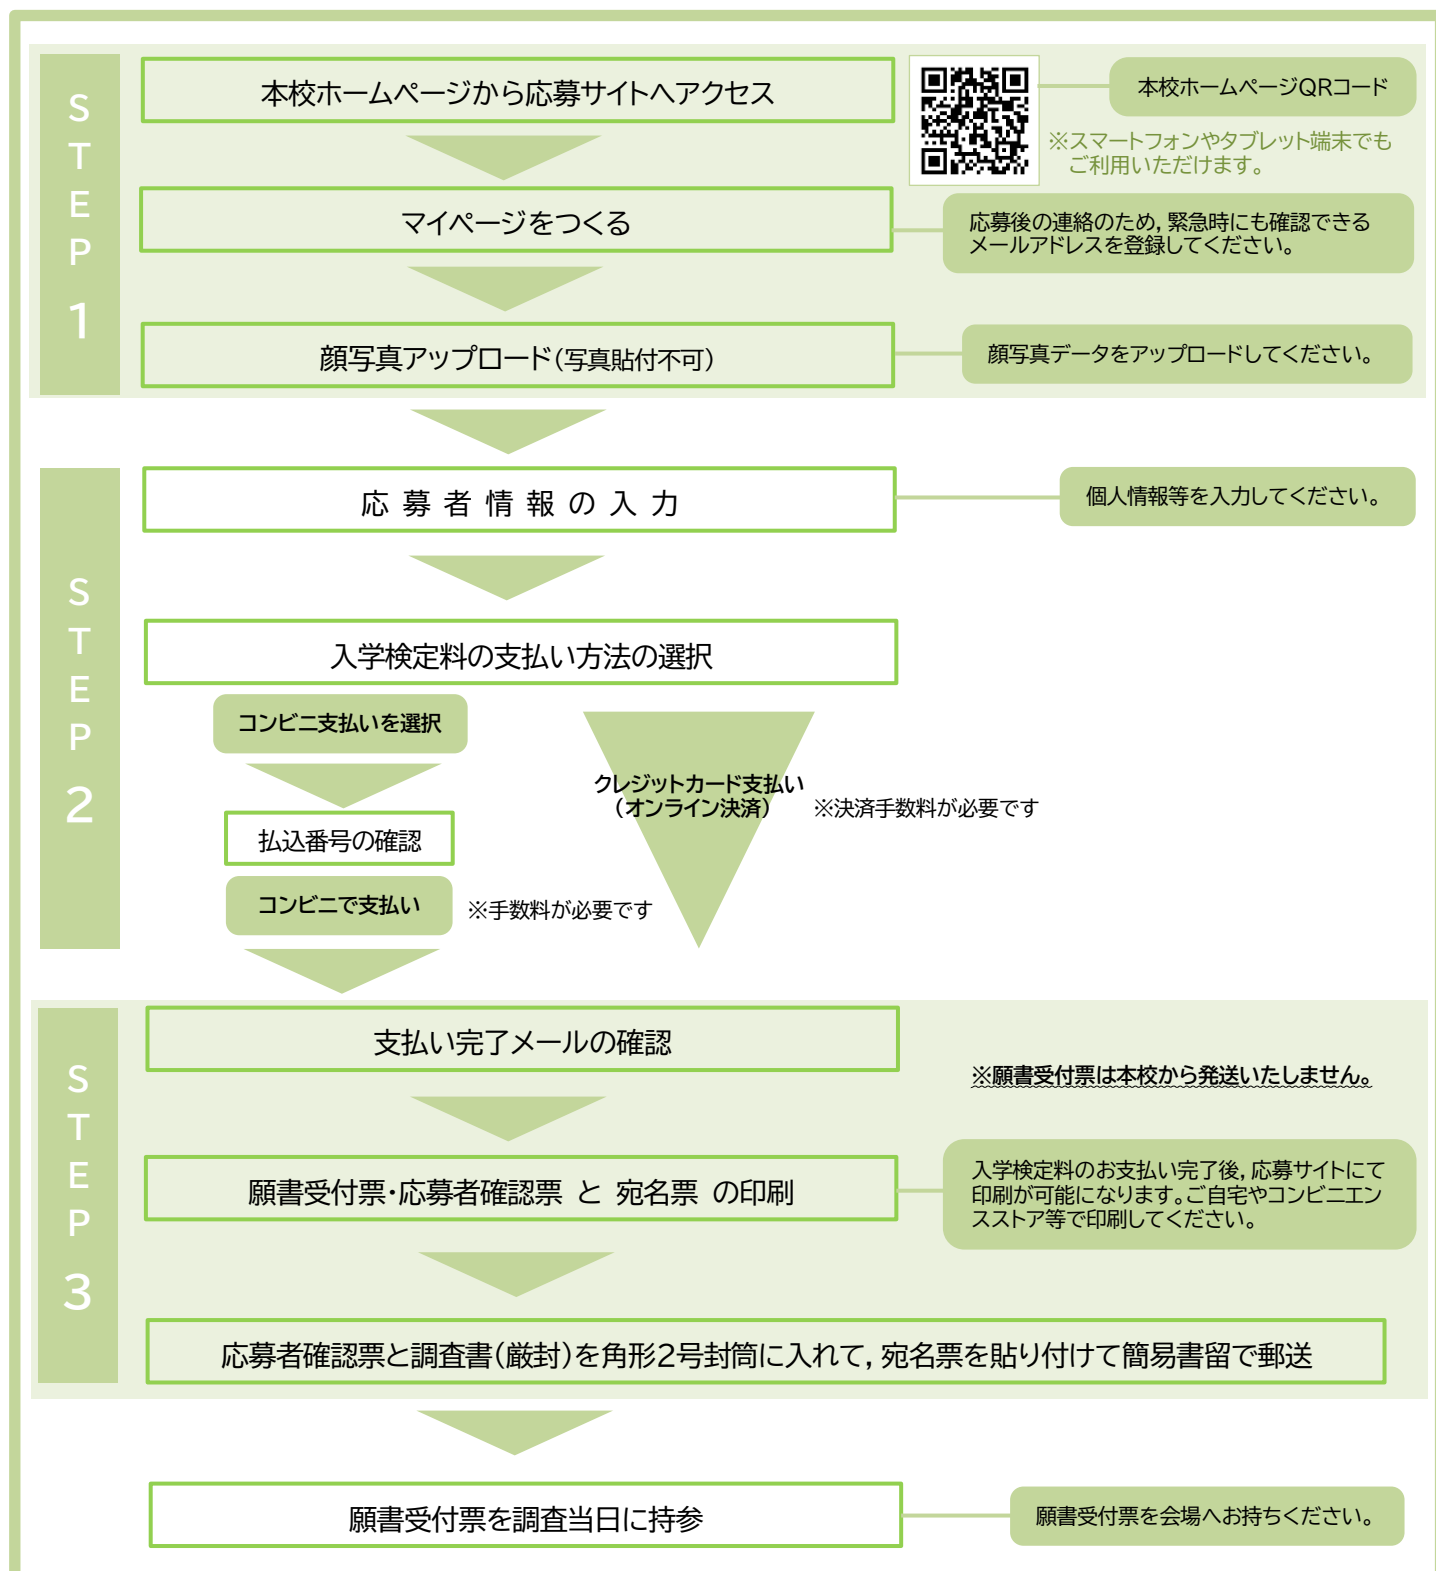 STEP1
本校ホームページから応募サイトへアクセス
本校ホームページQRコード
※スマートフォンやタブレット端末でも
ご利用いただけます。
マイページをつくる
応募後の連絡のため，緊急時にも確認できる
メールアドレスを登録してください。
顔写真アップロード（写真貼付不可）
顔写真データをアップロードしてください。
STEP2
応募者情報の入力
個人情報等を入力してください。
入学検定料の支払い方法の選択
コンビニ支払いを選択
払込番号の確認
コンビニで支払い
※手数料が必要です
クレジットカード支払い
（オンライン決済）
※決済手数料が必要です
STEP3
支払い完了メールの確認
※願書受付票は本校から発送いたしません。
願書受付票・応募者確認票 と 宛名票 の印刷
入学検定料のお支払い完了後，応募サイトにて
印刷が可能になります。ご自宅やコンビニエン
スストア等で印刷してください。
応募者確認票と調査書（厳封）を角形2号封筒に入れて，宛名票を貼り付けて簡易書留で郵送
願書受付票を調査当日に持参
願書受付票を会場へお持ちください。